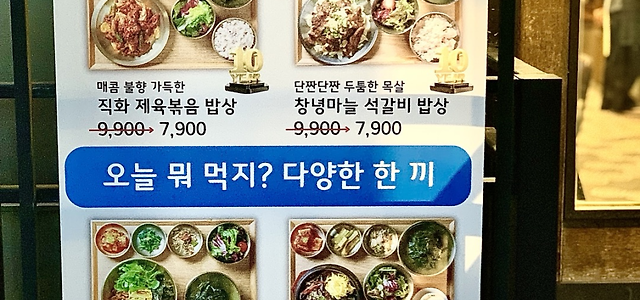 매콤 불향 가득한
직화 제육볶음 밥상
9,900→ 7,900
단짠단짠 두툼한 목살
창녕마늘 석갈비 밥상
9,900→ 7,900
오늘 뭐 먹지? 다양한 한 끼